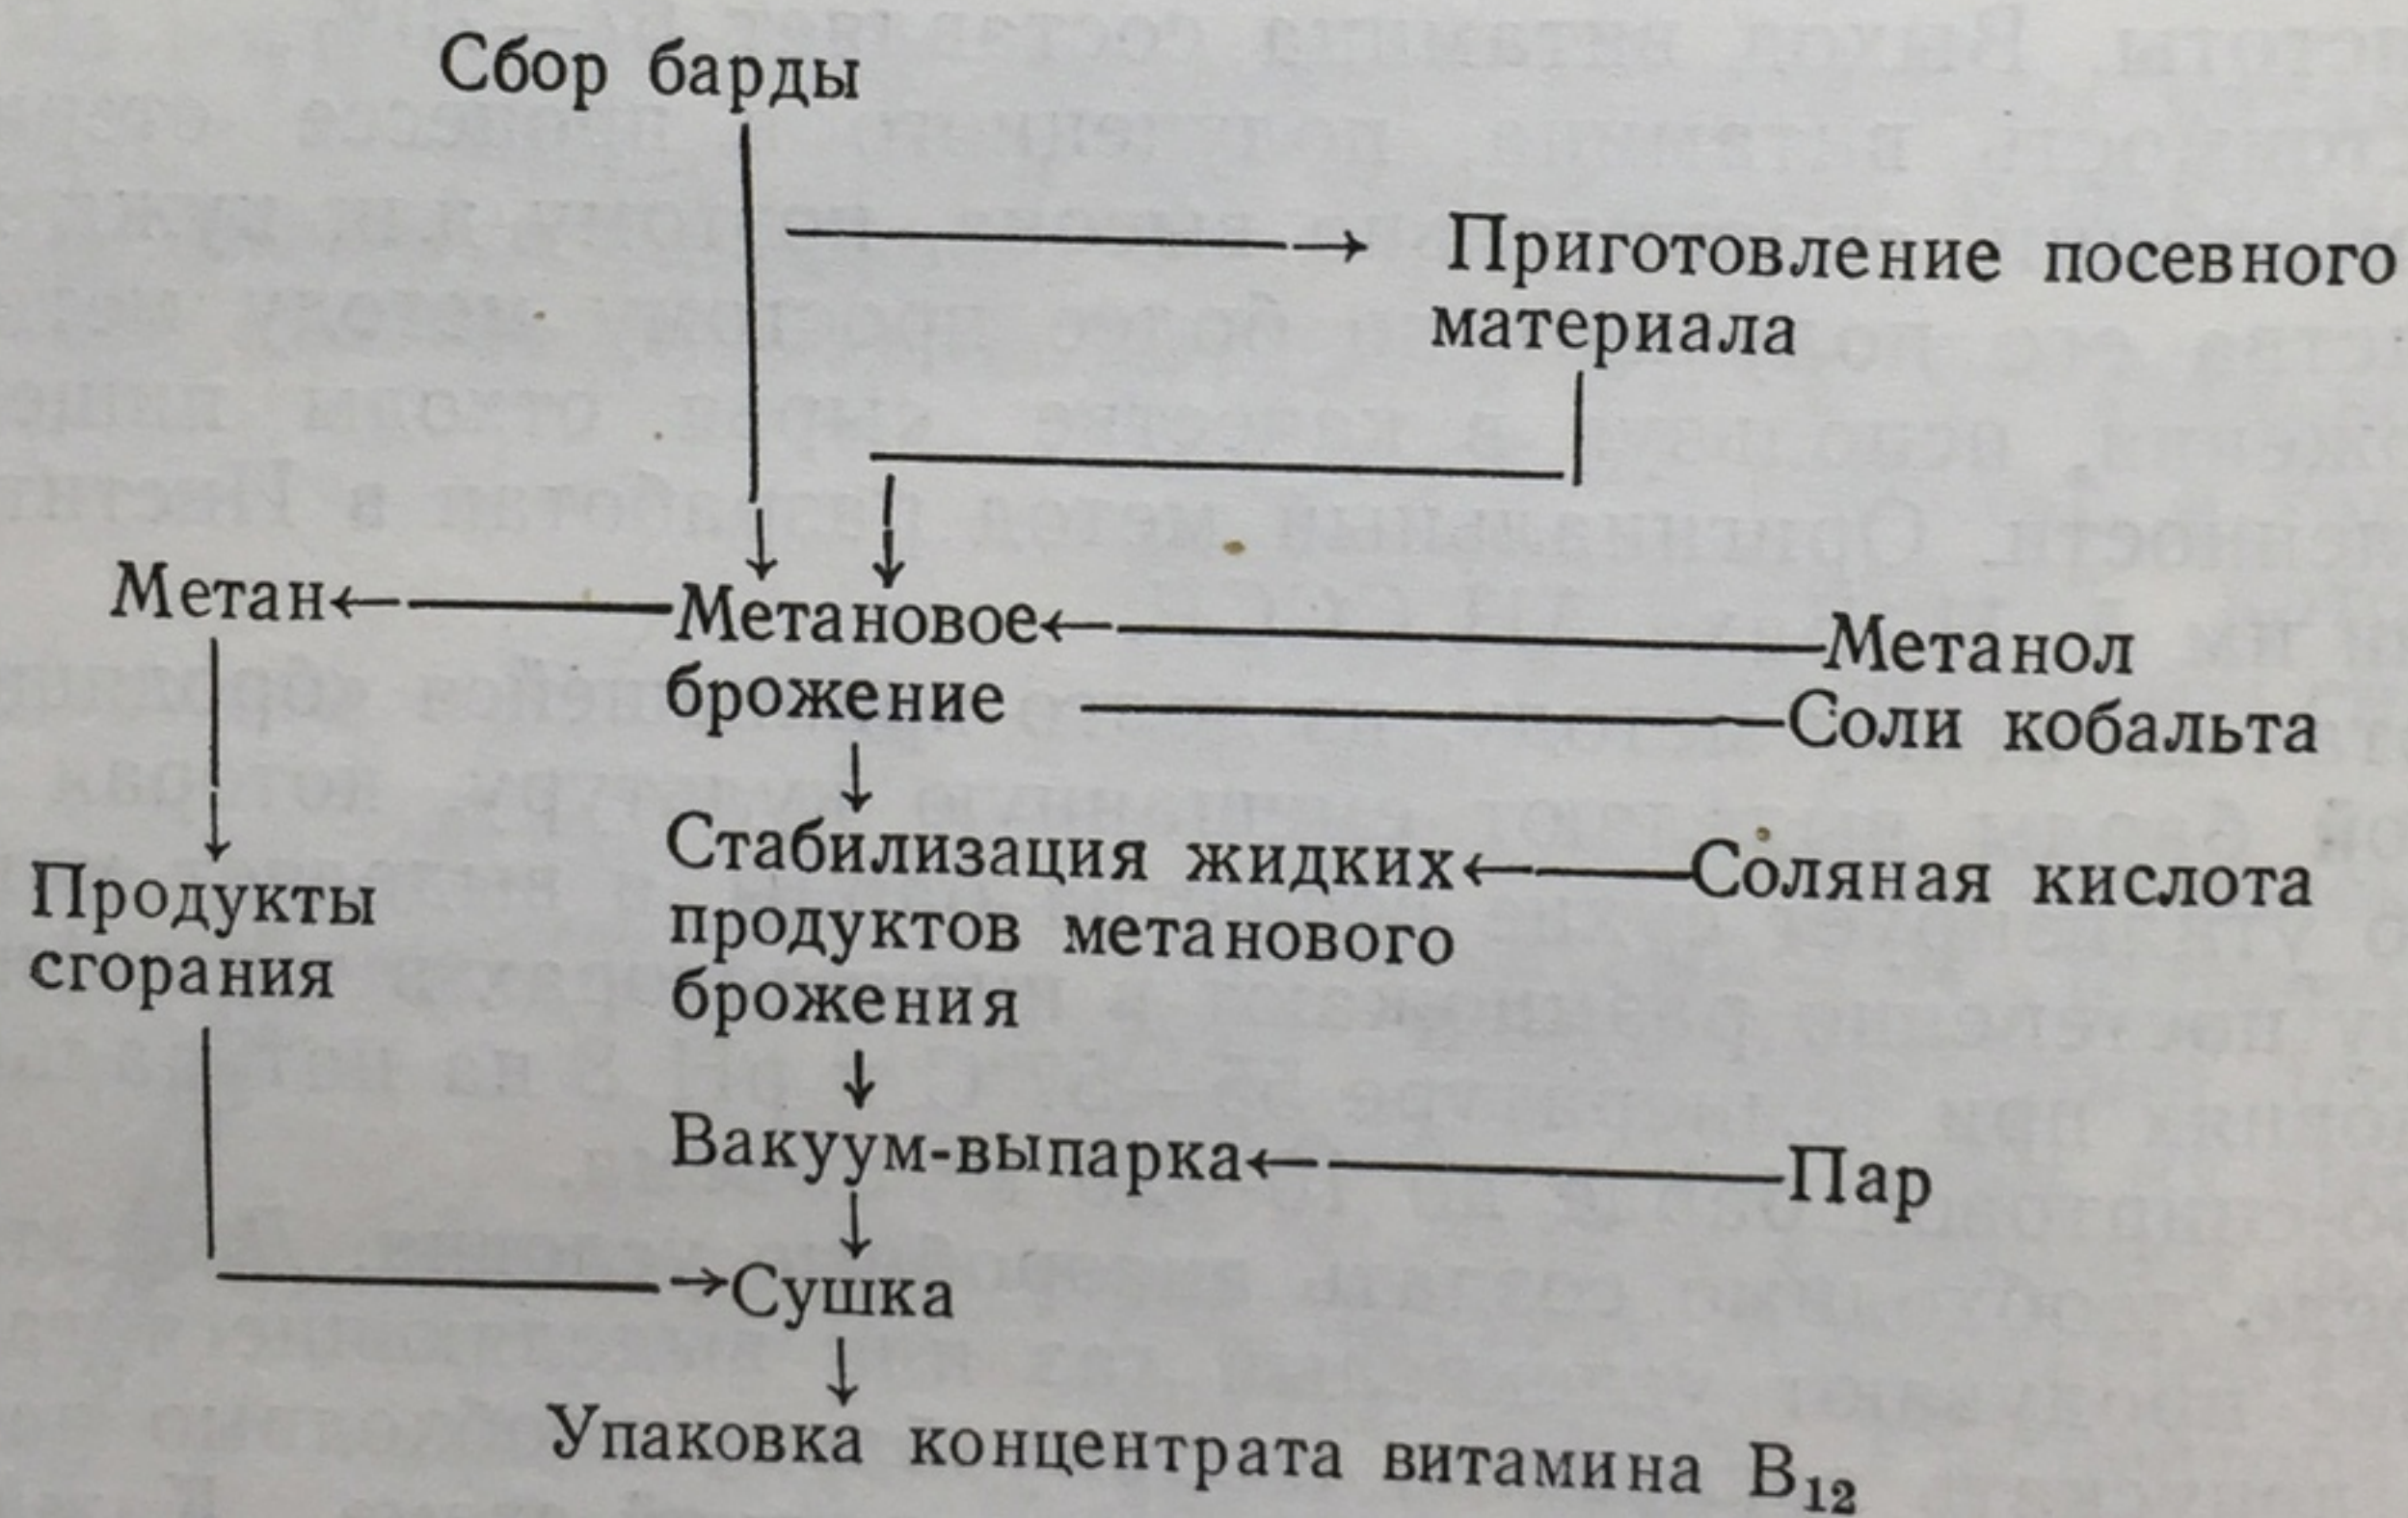 Сбор барды
Приготовление посевного
материала
Метан
Метановое
брожение
Метанол
Соли кобальта
Продукты
сгорания
Стабилизация жидких
продуктов метанового
брожения
Соляная кислота
Вакуум-выпарка
Пар
Сушка
Упаковка концентрата витамина B₁₂